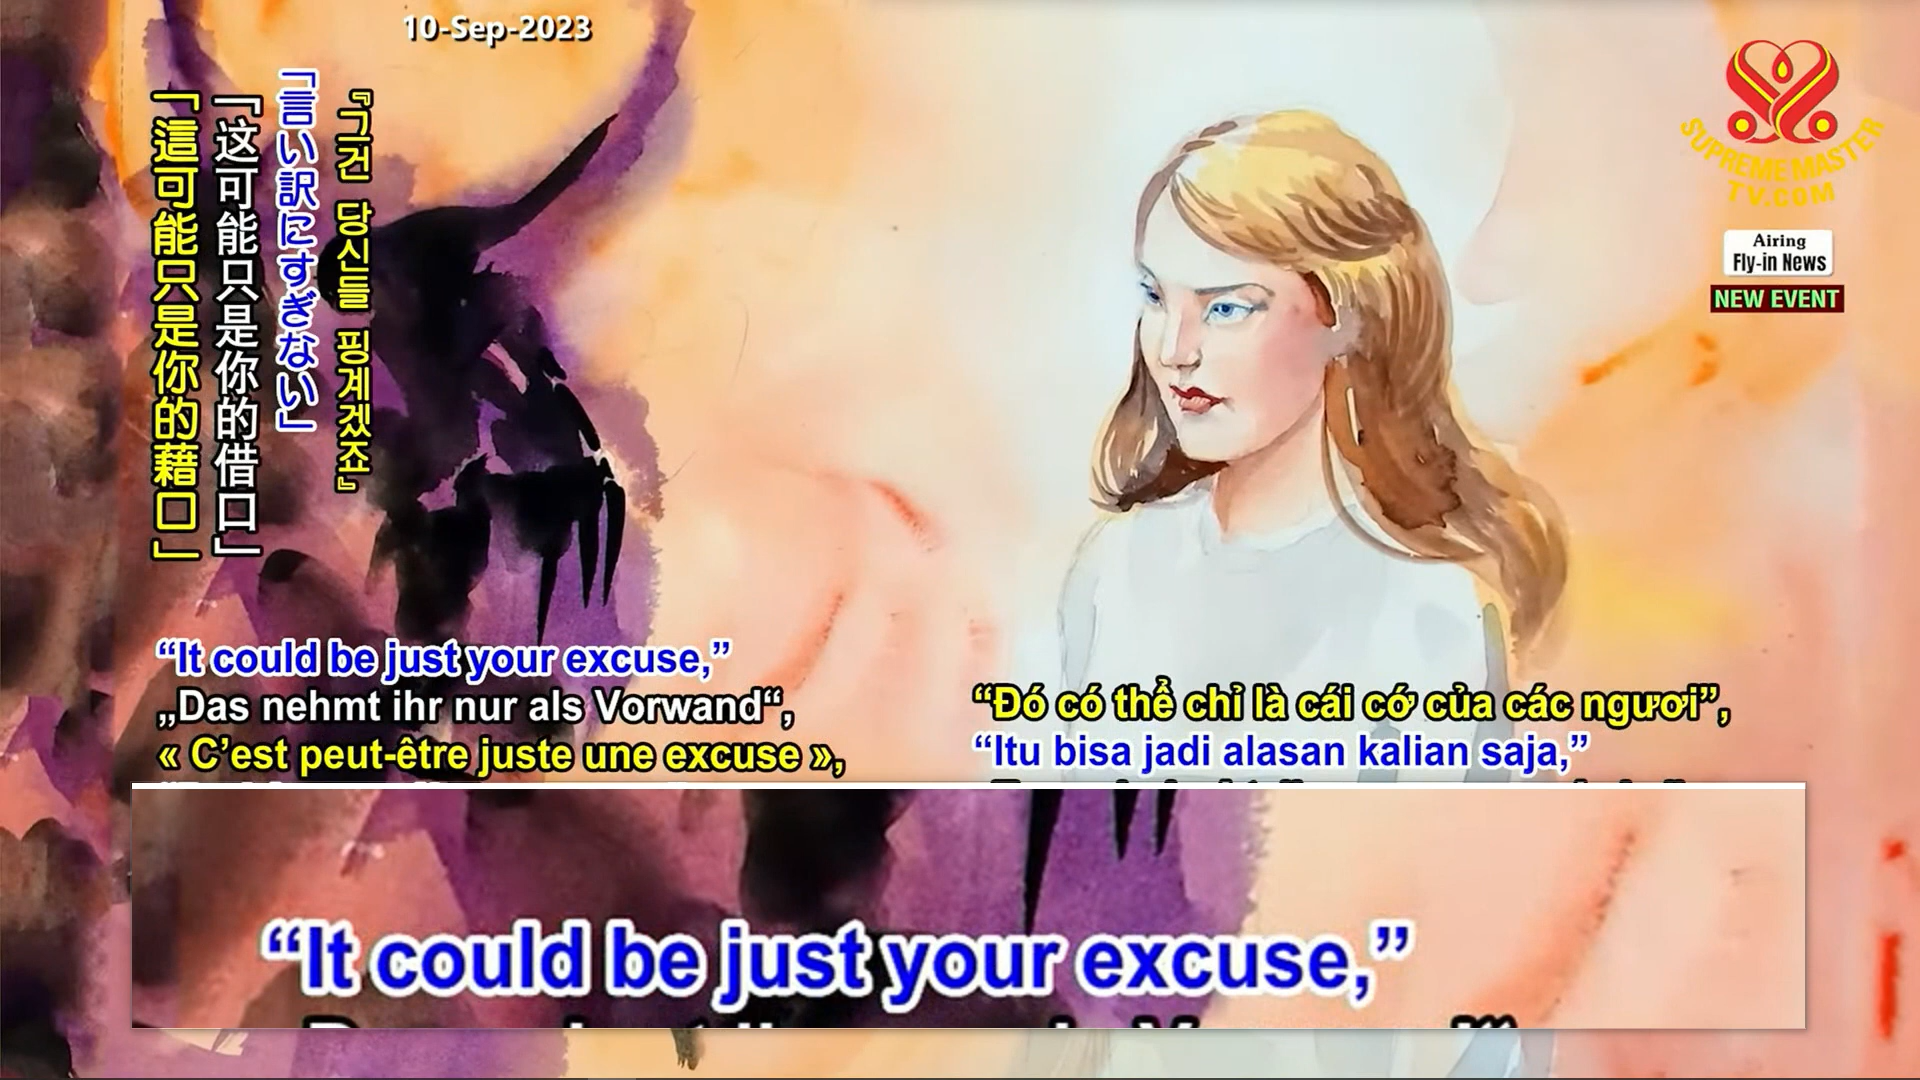 10-Sep-2023
SUPREME MASTER
TV.COM
Airing
Fly-in News
NEW EVENT
『그건 당신들 핑계겠죠』
「言い訳にすぎない」
「这可能只是你的借口」
「這可能只是你的藉口」
“It could be just your excuse,”
„Das nehmt ihr nur als Vorwand“,
« C’est peut-être juste une excuse »,
“Đó có thể chỉ là cái cớ của các ngươi”,
“Itu bisa jadi alasan kalian saja,”
“It could be just your excuse,”